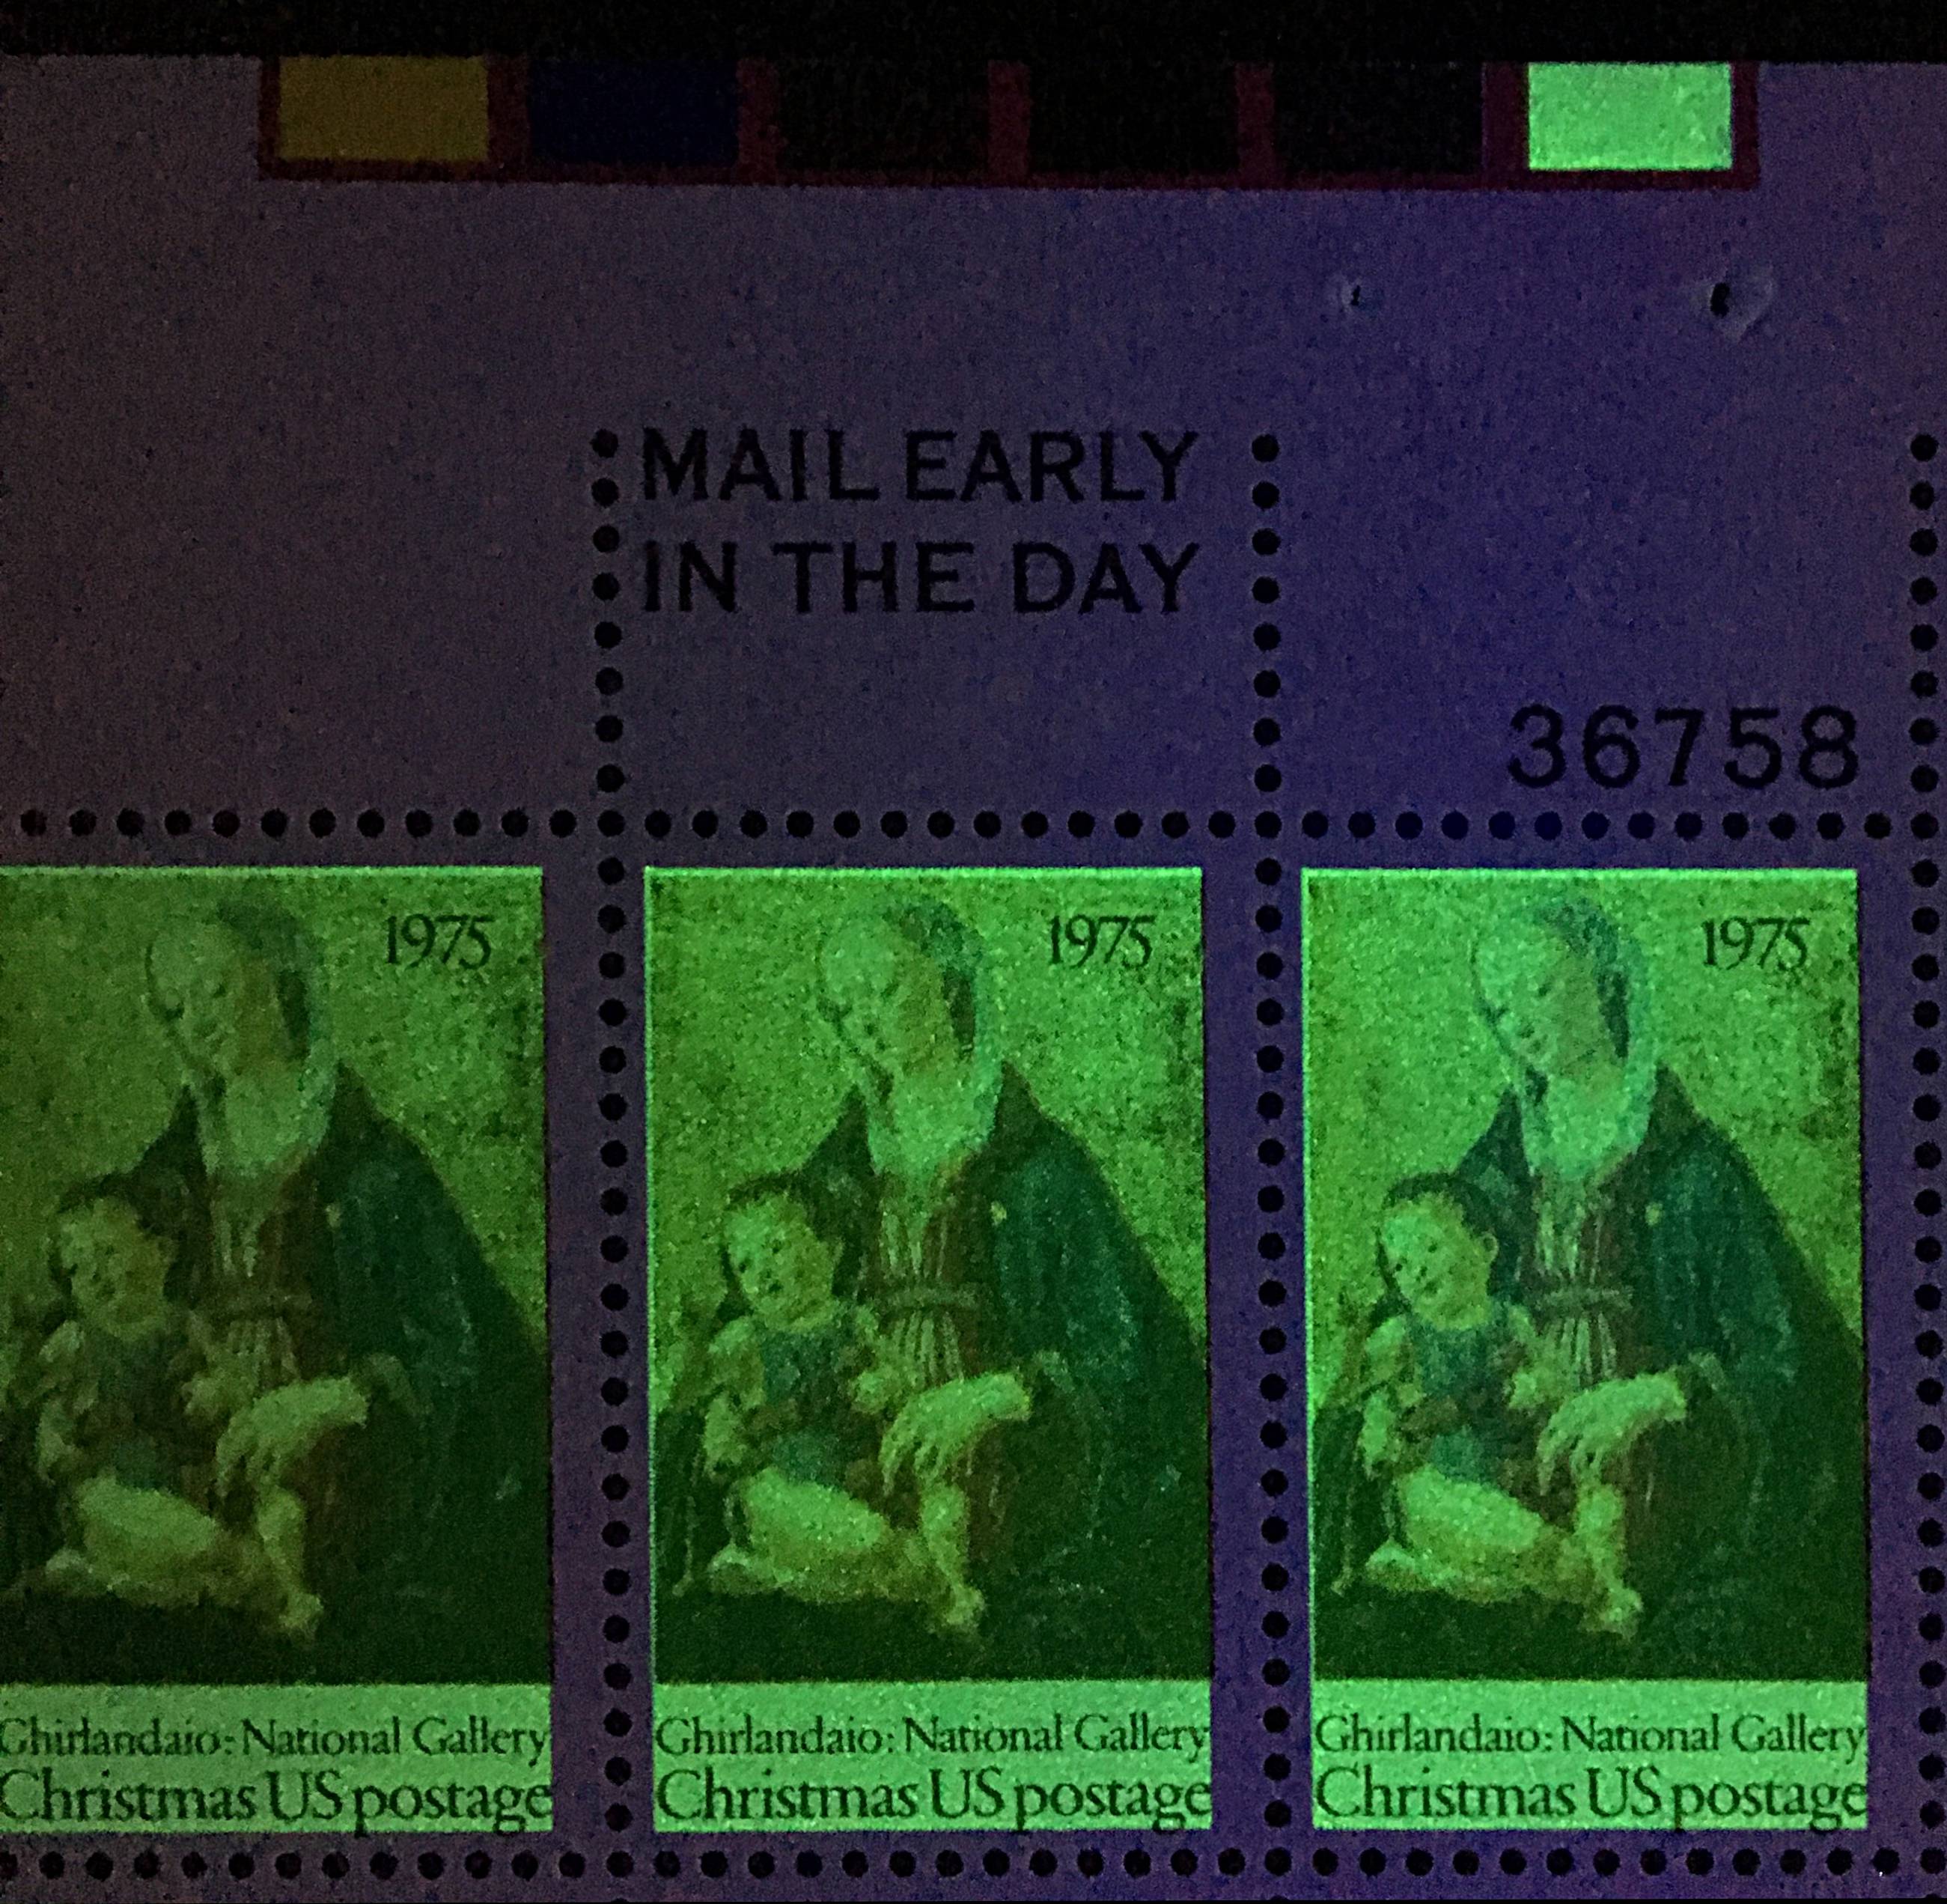 MAIL EARLY
IN THE DAY
36758
1975
1975
1975
Ghirlandaio: National Gallery
Christmas US postage
Ghirlandaio: National Gallery
Christmas US postage
Ghirlandaio: National Gallery
Christmas US postage